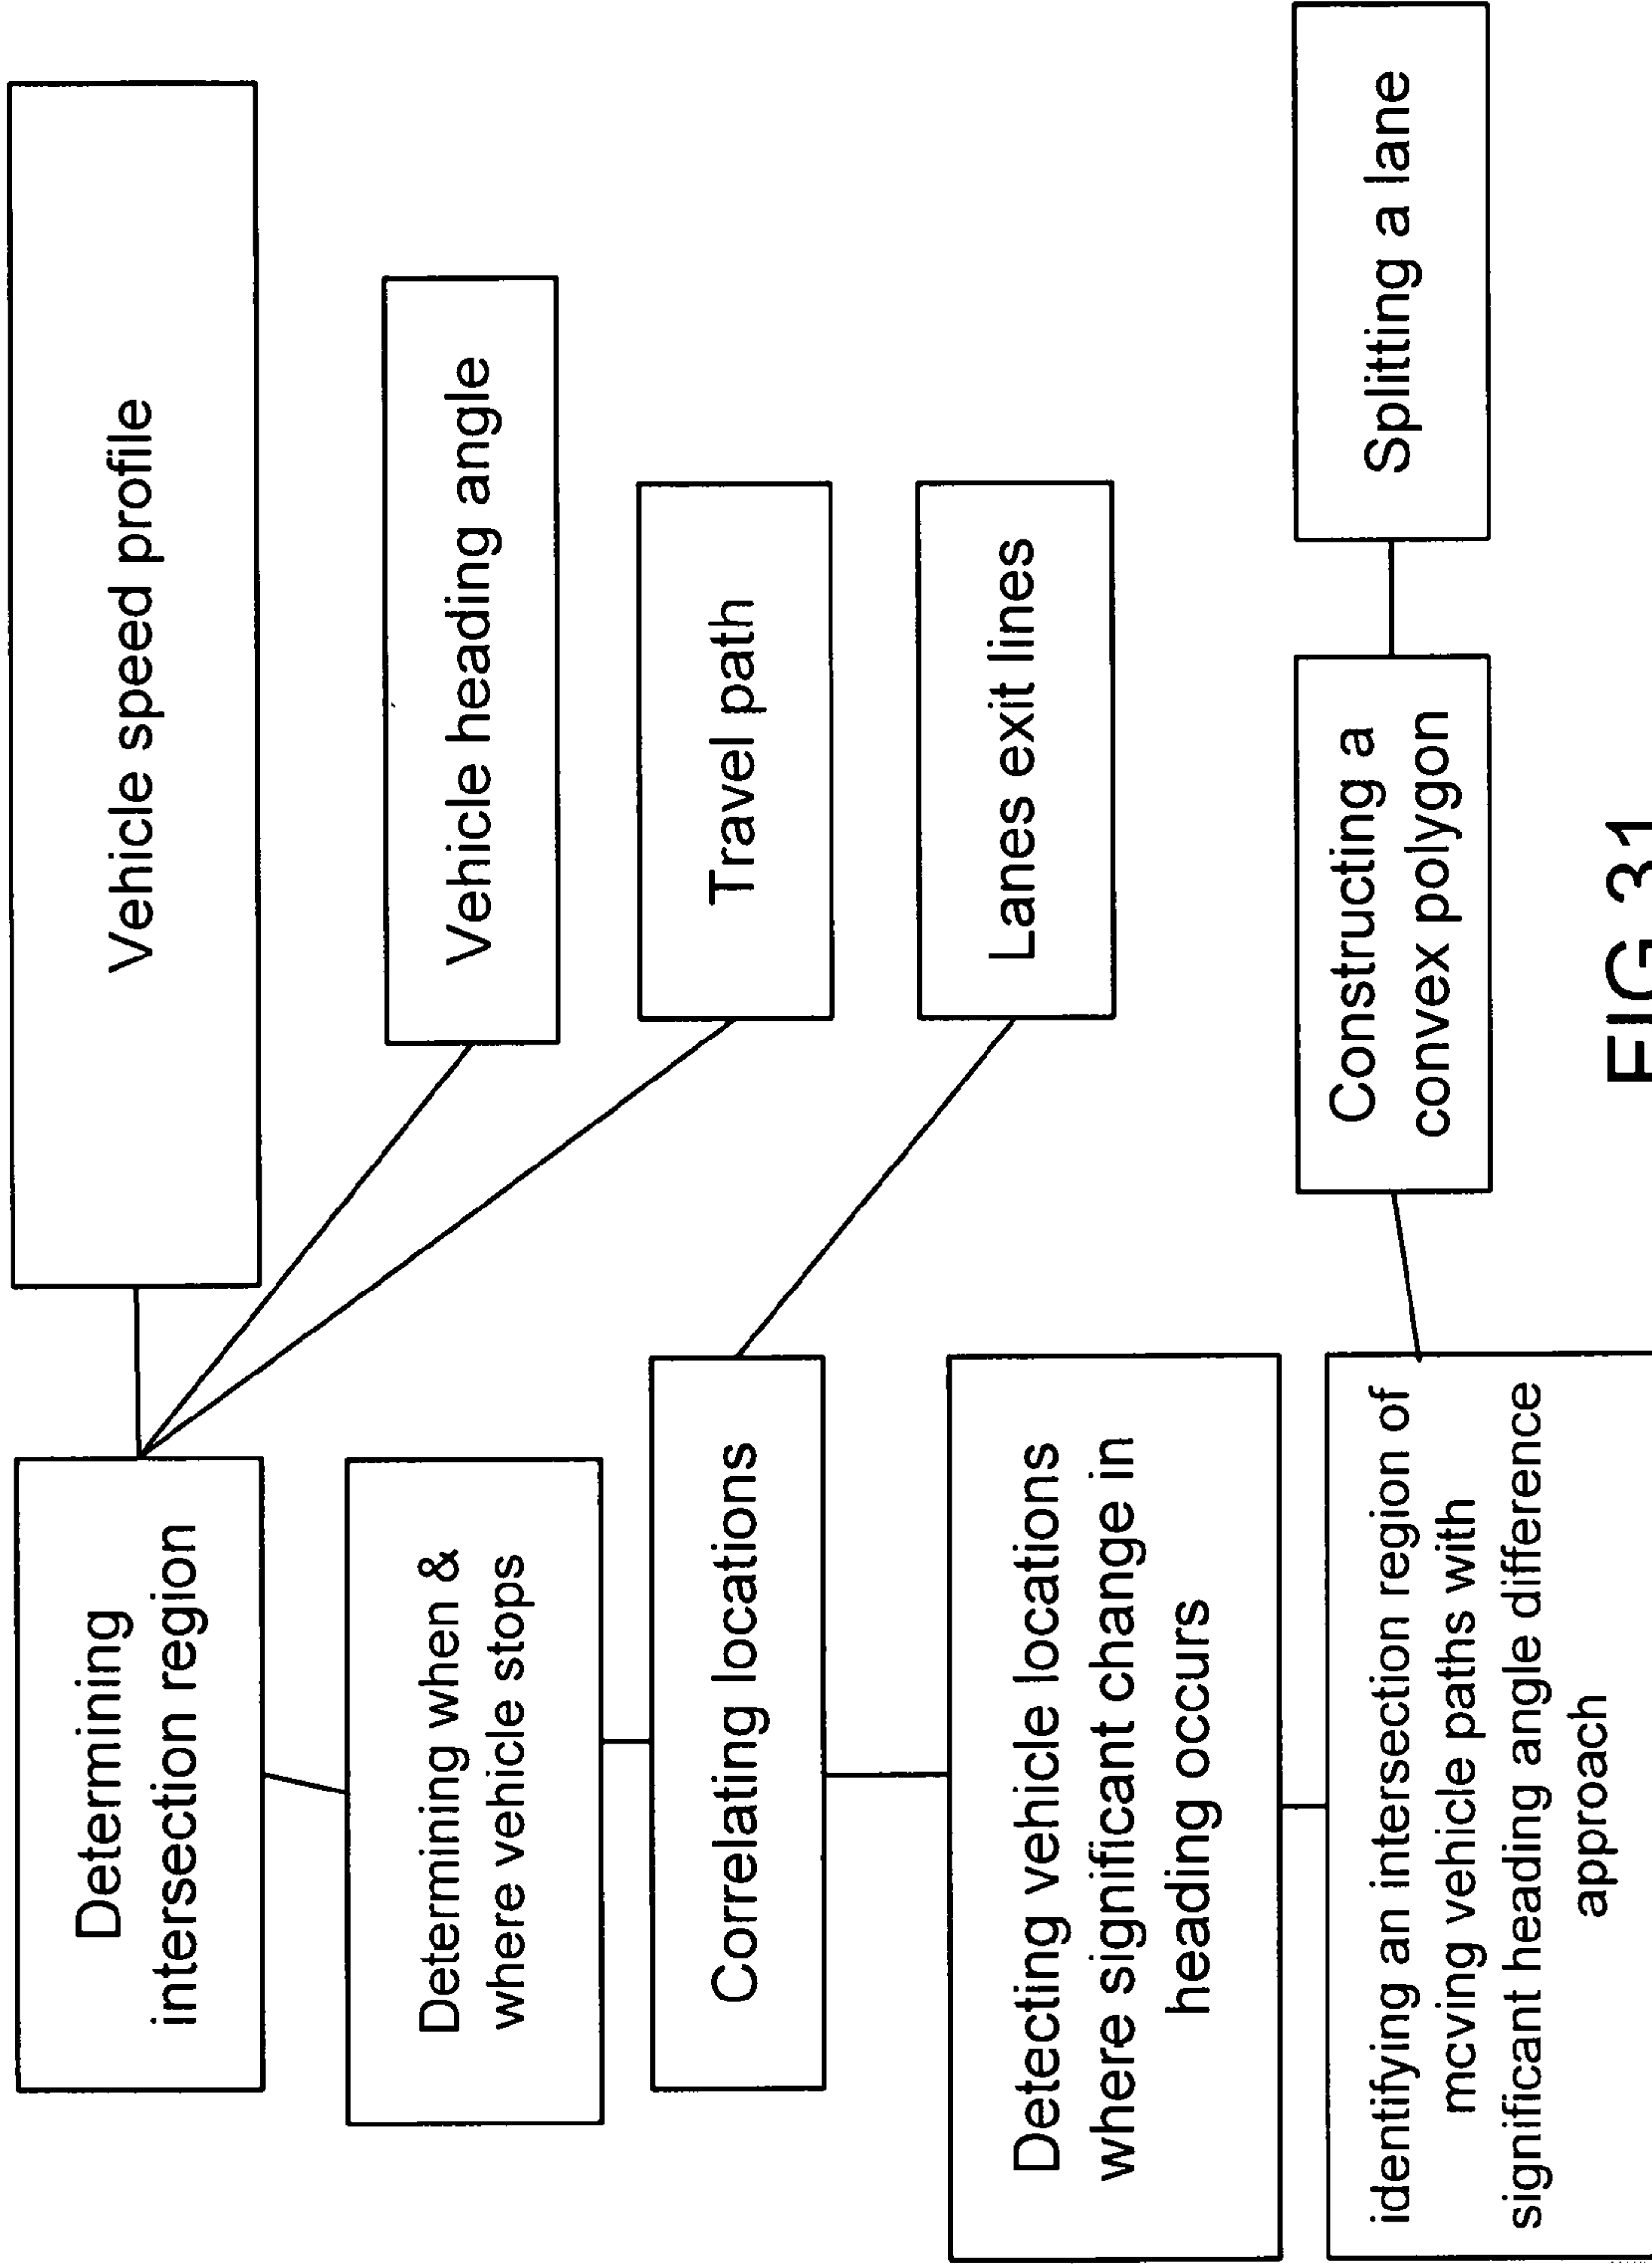 Determining
intersection region
Vehicle speed profile
Determining when &
where vehicle stops
Vehicle heading angle
Correlating locations
Travel path
Detecting vehicle locations
where significant change in
heading occurs
Lanes exit lines
identifying an intersection region of
mcving vehicle paths with
significant heading angle difference
approach
Constructing a
convex polygon
Splitting a lane
FIG 31